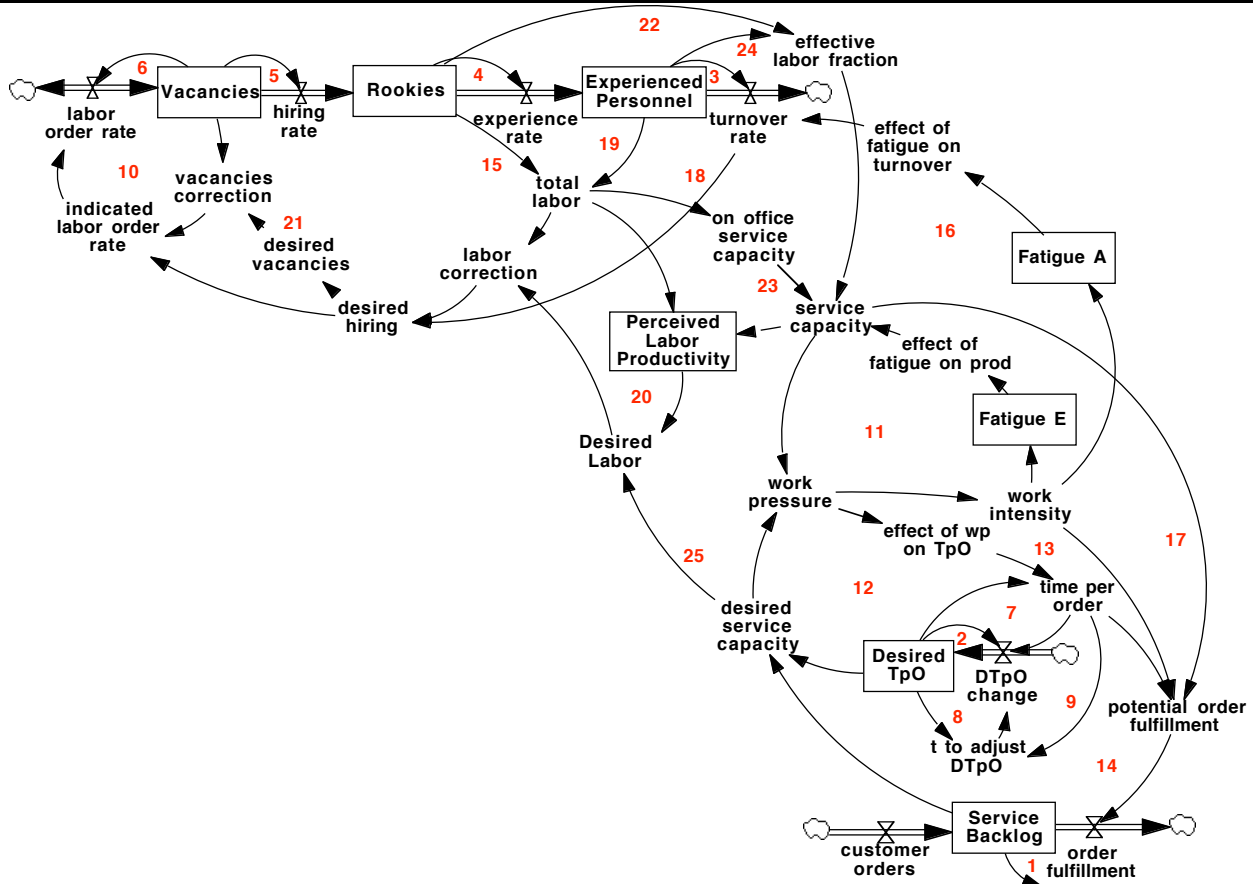 22
effective
labor fraction
24
6
5
4
3
Vacancies
Rookies
Experienced
Personnel
labor
order rate
hiring
rate
experience
rate
turnover
rate
effect of
fatigue on
turnover
19
15
18
10
vacancies
correction
total
labor
indicated
labor order
rate
21
desired
vacancies
labor
correction
on office
service
capacity
16
Fatigue A
23
desired
hiring
Perceived
Labor
Productivity
service
capacity
effect of
fatigue on prod
20
Fatigue E
11
Desired
Labor
work
pressure
work
intensity
effect of wp
on TpO
13
17
25
12
time per
order
desired
service
capacity
7
2
Desired
TpO
DTpO
change
9
8
potential order
fulfillment
t to adjust
DTpO
14
Service
Backlog
customer
orders
order
fulfillment
1